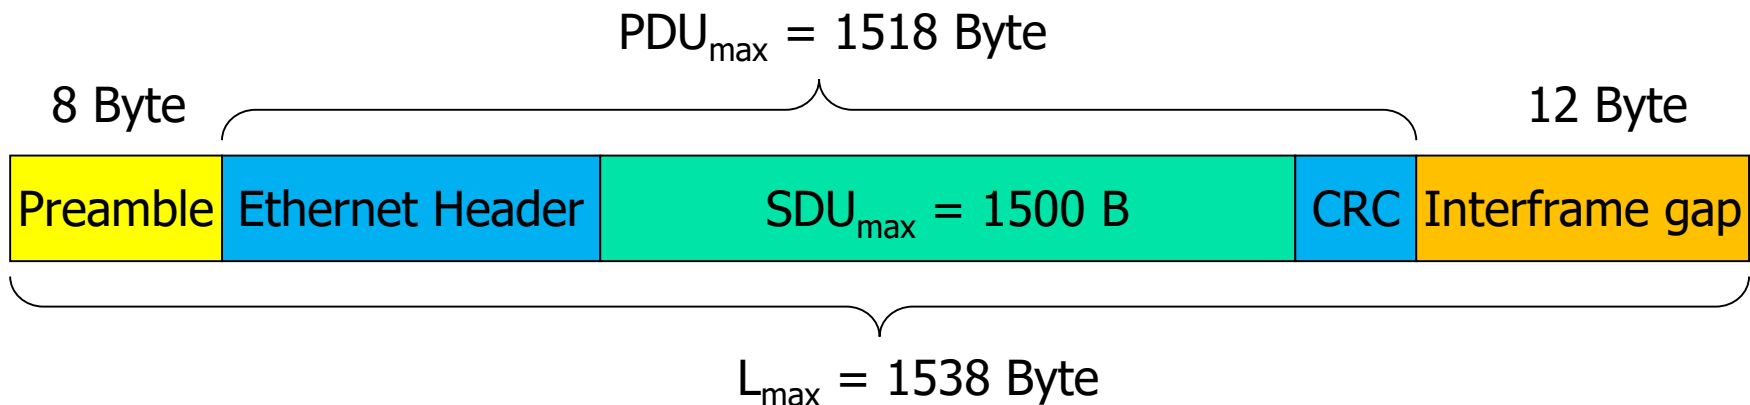 PDUmax = 1518 Byte
8 Byte 12 Byte
Preamble Ethernet Header SDUmax = 1500 B CRC Interframe gap
Lmax = 1538 Byte